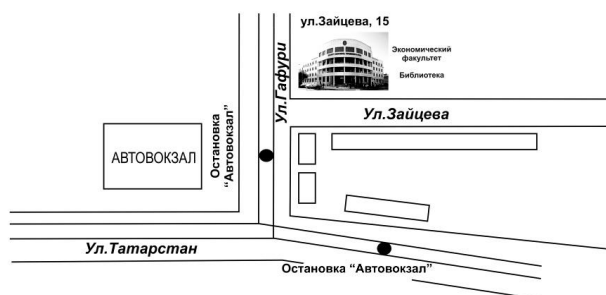 ул.Зайцева, 15
Экономический
факультет
Библиотека
Ул.Гафури
Ул.Зайцева
Остановка
"Автовокзал"
АВТОВОКЗАЛ
Ул.Татарстан
Остановка "Автовокзал"